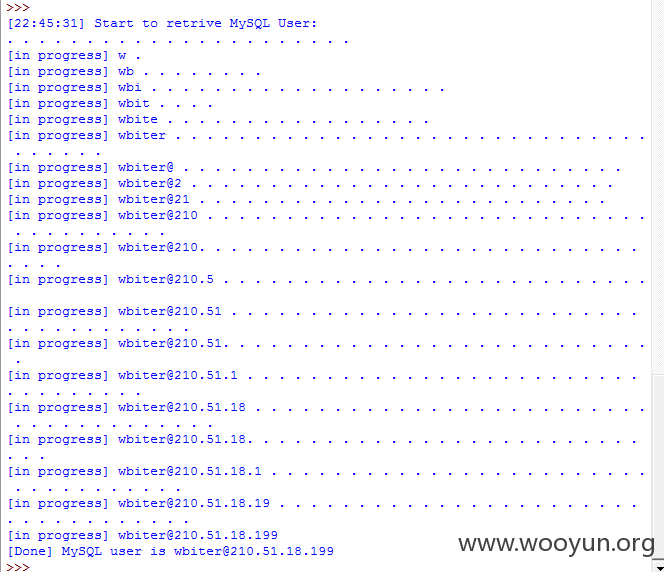 >>>
[22:45:31] Start to retrive MySQL User:
. . . . . . . . . . . . . . . . . . . . . .
[in progress] w .
[in progress] wb . . . . . . . .
[in progress] wbi . . . . . . . . . . . . . . . . . . .
[in progress] wbit . . . .
[in progress] wbite . . . . . . . . . . . . . . . . .
[in progress] wbiter . . . . . . . . . . . . . . . . . . . . . . . . . . . . . .
. . . . . .
[in progress] wbiter@ . . . . . . . . . . . . . . . . . . . . . . . . . . . .
[in progress] wbiter@2 . . . . . . . . . . . . . . . . . . . . . . . . . . .
[in progress] wbiter@21 . . . . . . . . . . . . . . . . . . . . . . . . . .
[in progress] wbiter@210 . . . . . . . . . . . . . . . . . . . . . . . . . . . .
. . . . . . . . . .
[in progress] wbiter@210. . . . . . . . . . . . . . . . . . . . . . . . . . . .
. . . .
[in progress] wbiter@210.5 . . . . . . . . . . . . . . . . . . . . . . . . . . .
[in progress] wbiter@210.51 . . . . . . . . . . . . . . . . . . . . . . . . . .
. . . . . . . . . . . .
[in progress] wbiter@210.51. . . . . . . . . . . . . . . . . . . . . . . . . . .
.
[in progress] wbiter@210.51.1 . . . . . . . . . . . . . . . . . . . . . . . . .
. . . . . . . . .
[in progress] wbiter@210.51.18 . . . . . . . . . . . . . . . . . . . . . . . . .
. . . . . . . . . . . . .
[in progress] wbiter@210.51.18. . . . . . . . . . . . . . . . . . . . . . . . .
. . .
[in progress] wbiter@210.51.18.1 . . . . . . . . . . . . . . . . . . . . . . . .
. . . . . . . . . . .
[in progress] wbiter@210.51.18.19 . . . . . . . . . . . . . . . . . . . . . . .
. . . . . . . . . . . .
[in progress] wbiter@210.51.18.199
[Done] MySQL user is wbiter@210.51.18.199
>>>
www.wooyun.org